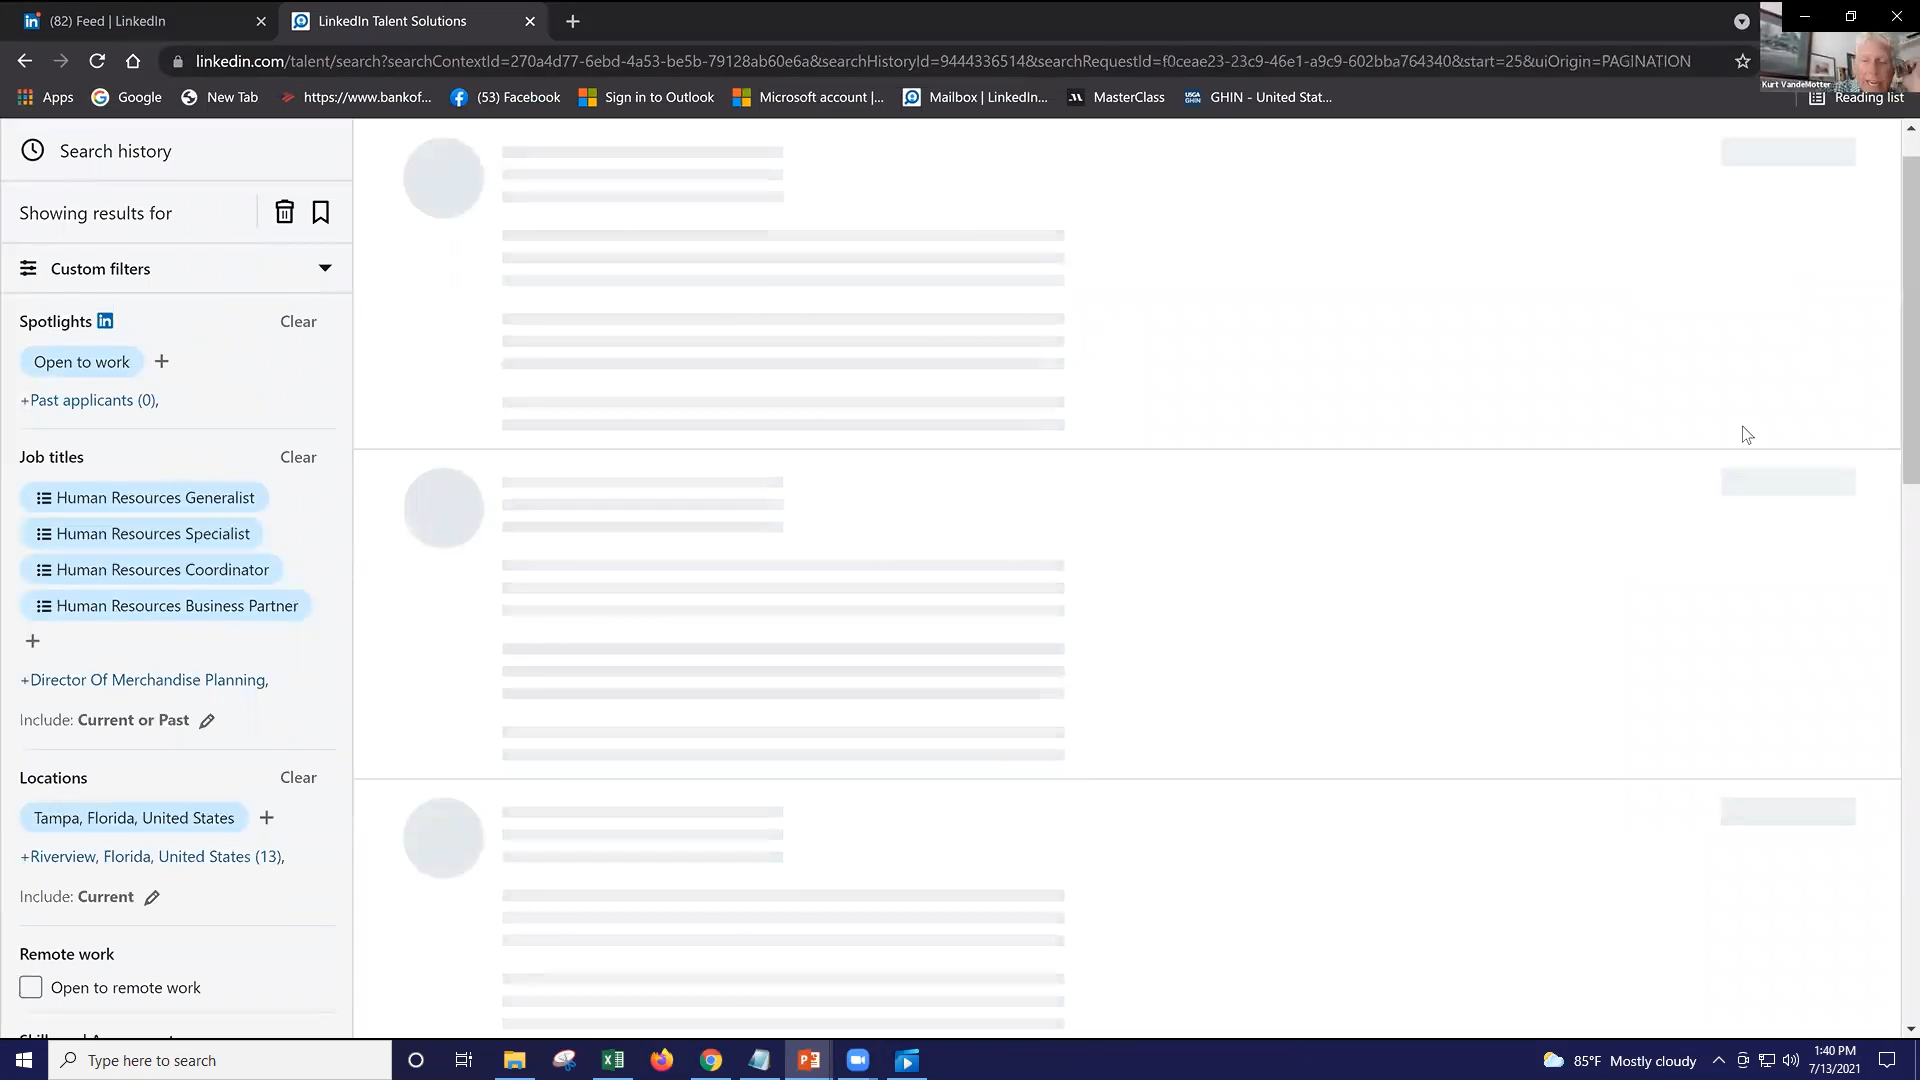 (82) Feed | LinkedIn
LinkedIn Talent Solutions
linkedin.com/talent/search?searchContextId=270a4d77-6ebd-4a53-be5b-79128ab60e6a&searchHistoryId=9444336514&searchRequestId=f0ceae23-23c9-46e1-a9c9-602bba764340&start=25&uiOrigin=PAGINATION
Kurt VandeMotter
Apps
Google
New Tab
https://www.bankof...
(53) Facebook
Sign in to Outlook
Microsoft account |...
Mailbox | LinkedIn...
MasterClass
GHIN - United Stat...
Reading list
Search history
Showing results for
Custom filters
Spotlights in
Clear
Open to work
+Past applicants (0),
Job titles
Clear
Human Resources Generalist
Human Resources Specialist
Human Resources Coordinator
Human Resources Business Partner
+Director Of Merchandise Planning,
Include: Current or Past
Locations
Clear
Tampa, Florida, United States
+Riverview, Florida, United States (13),
Include: Current
Remote work
Open to remote work
Type here to search
85°F Mostly cloudy
1:40 PM
7/13/2021